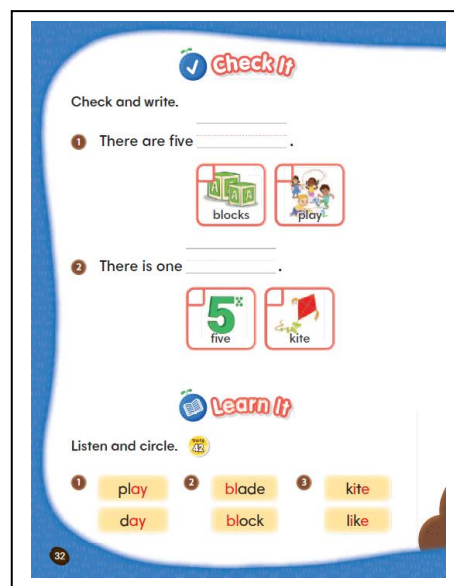 Check It
Check and write.
1 There are five .
blocks play
2 There is one .
5
five kite
Learn It
Listen and circle. TRACK 42
1 play 2 blade 3 kite
day block like
32